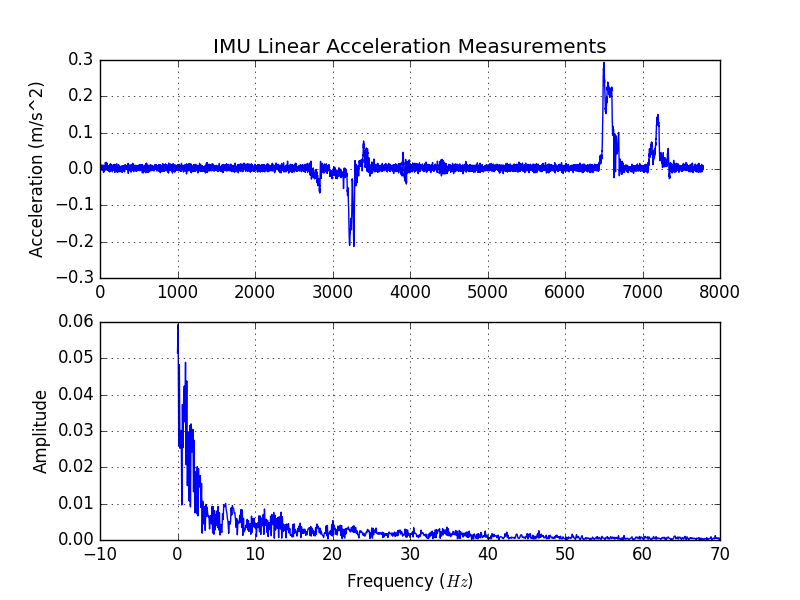 IMU Linear Acceleration Measurements
Acceleration (m/s^2)
0.3
0.2
0.1
0.0
−0.1
−0.2
−0.3
0 1000 2000 3000 4000 5000 6000 7000 8000
Amplitude
0.06
0.05
0.04
0.03
0.02
0.01
0.00
−10 0 10 20 30 40 50 60 70
Frequency (Hz)